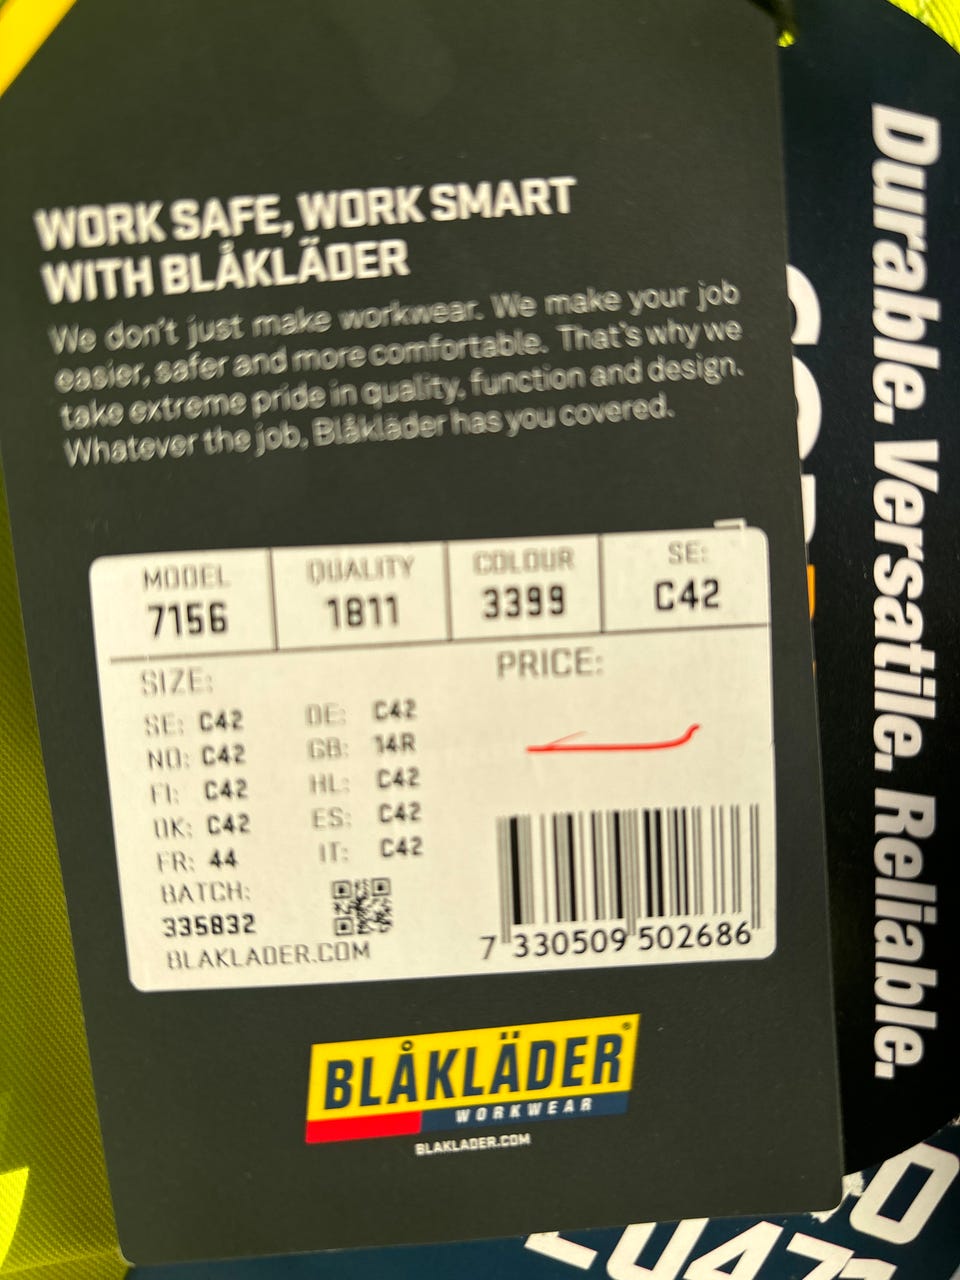 WORK SAFE, WORK SMART
WITH BLÅKLÄDER
We don't just make workwear. We make your job
easier, safer and more comfortable. That's why we
take extreme pride in quality, function and design.
Whatever the job, Blåkläder has you covered.
MODEL QUALITY COLOUR SE:
7156 1811 3399 C42
SIZE: PRICE:
SE: C42 DE: C42
NO: C42 GB: 14R
FI: C42 HL: C42
DK: C42 ES: C42
FR: 44 IT: C42
BATCH:
335832
BLAKLADER.COM
7 330509 502686
BLÅKLÄDER®
WORKWEAR
BLAKLADER.COM
Durable. Versatile. Reliable.